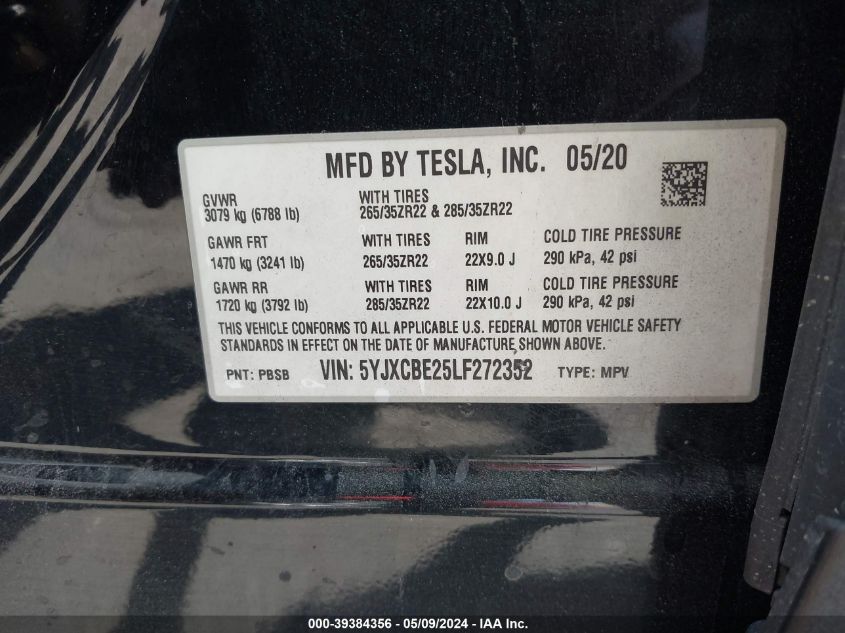 MFD BY TESLA, INC. 05/20
GVWR WITH TIRES
3079 kg (6788 lb) 265/35ZR22 & 285/35ZR22
GAWR FRT WITH TIRES RIM COLD TIRE PRESSURE
1470 kg (3241 lb) 265/35ZR22 22X9.0 J 290 kPa, 42 psi
GAWR RR WITH TIRES RIM COLD TIRE PRESSURE
1720 kg (3792 lb) 285/35ZR22 22X10.0 J 290 kPa, 42 psi
THIS VEHICLE CONFORMS TO ALL APPLICABLE U.S. FEDERAL MOTOR VEHICLE SAFETY
STANDARDS IN EFFECT ON THE DATE OF MANUFACTURE SHOWN ABOVE.
PNT: PBSB VIN: 5YJXCBE25LF272352 TYPE: MPV
000-39384356 - 05/09/2024 - IAA Inc.